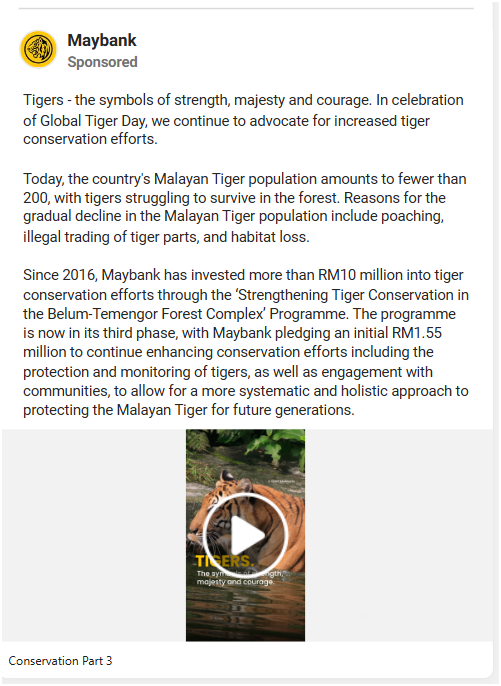 Maybank
Sponsored
Tigers - the symbols of strength, majesty and courage. In celebration
of Global Tiger Day, we continue to advocate for increased tiger
conservation efforts.
Today, the country's Malayan Tiger population amounts to fewer than
200, with tigers struggling to survive in the forest. Reasons for the
gradual decline in the Malayan Tiger population include poaching,
illegal trading of tiger parts, and habitat loss.
Since 2016, Maybank has invested more than RM10 million into tiger
conservation efforts through the ‘Strengthening Tiger Conservation in
the Belum-Temengor Forest Complex’ Programme. The programme
is now in its third phase, with Maybank pledging an initial RM1.55
million to continue enhancing conservation efforts including the
protection and monitoring of tigers, as well as engagement with
communities, to allow for a more systematic and holistic approach to
protecting the Malayan Tiger for future generations.
TIGERS.
The symbols of strength,
majesty and courage.
Conservation Part 3